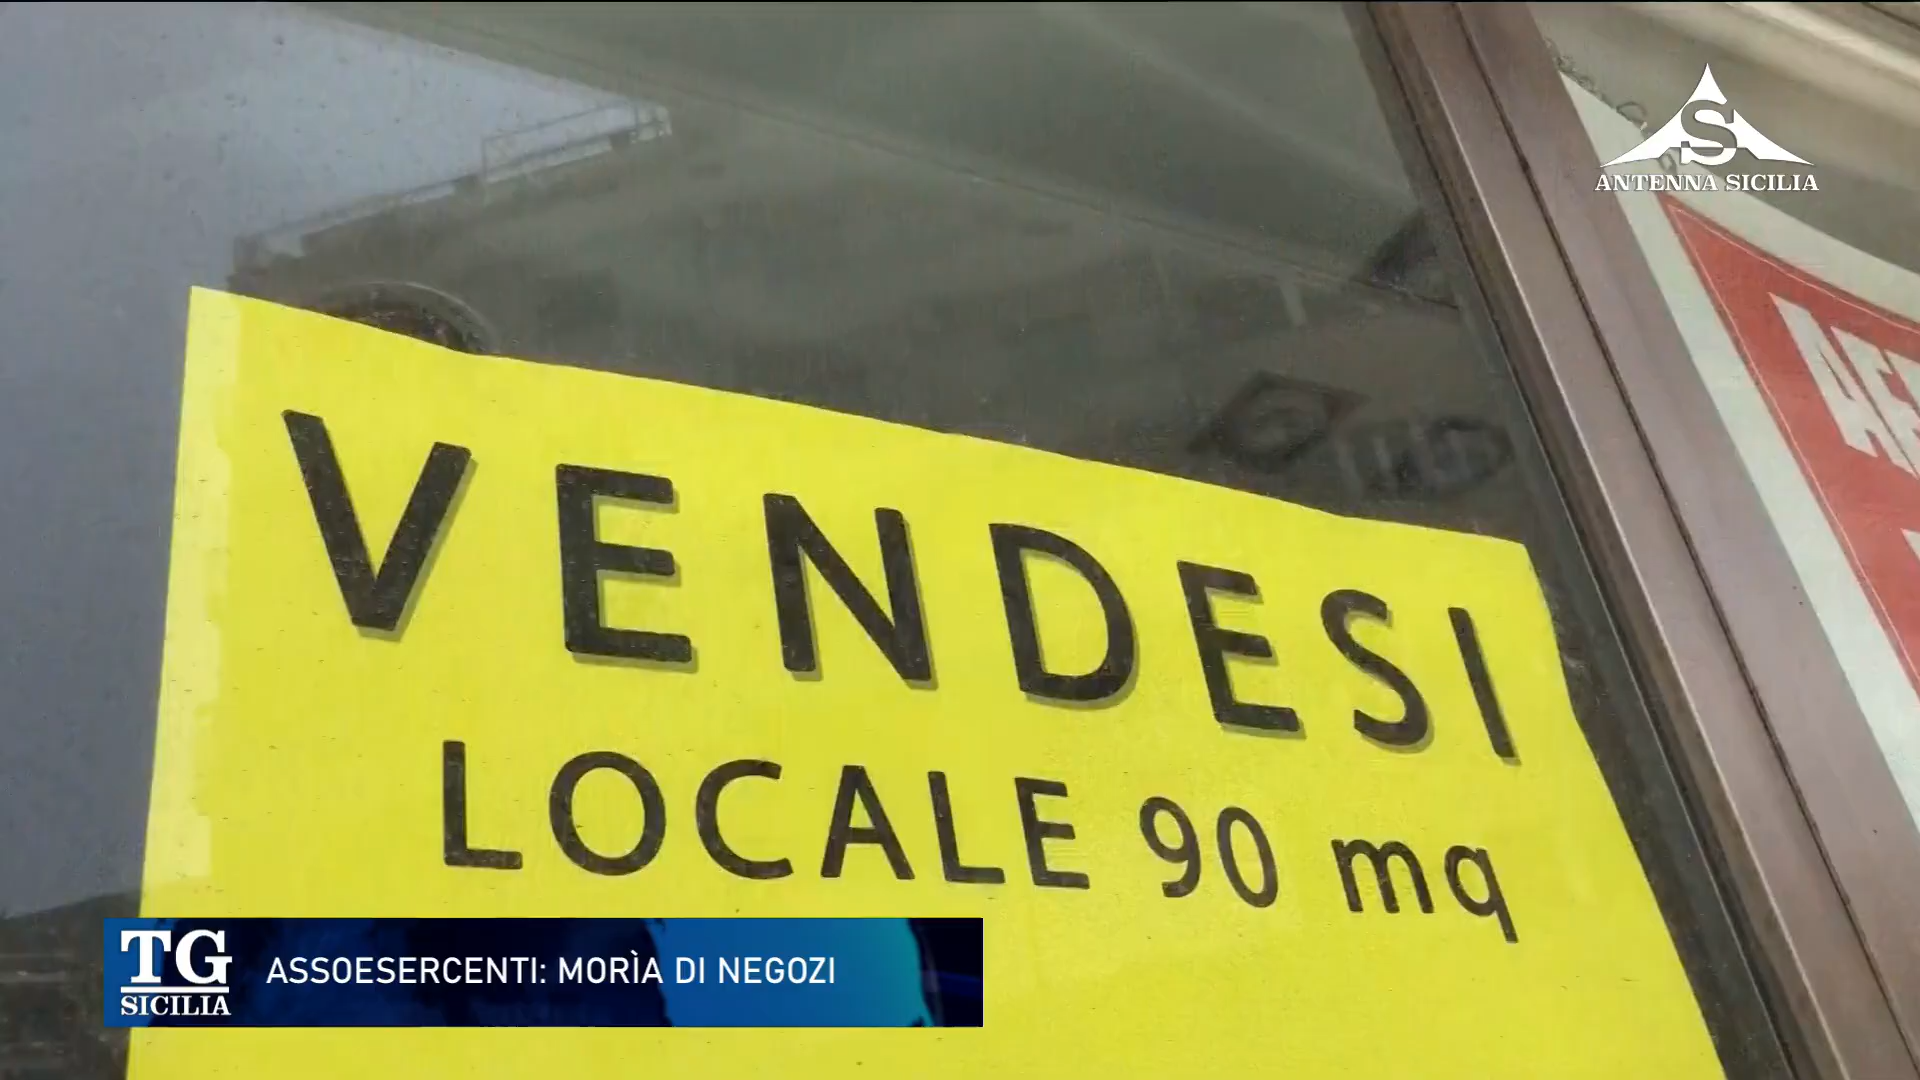 S
ANTENNA SICILIA
VENDESI
LOCALE 90 mq
TG
SICILIA
ASSOESERCENTI: MORÌA DI NEGOZI